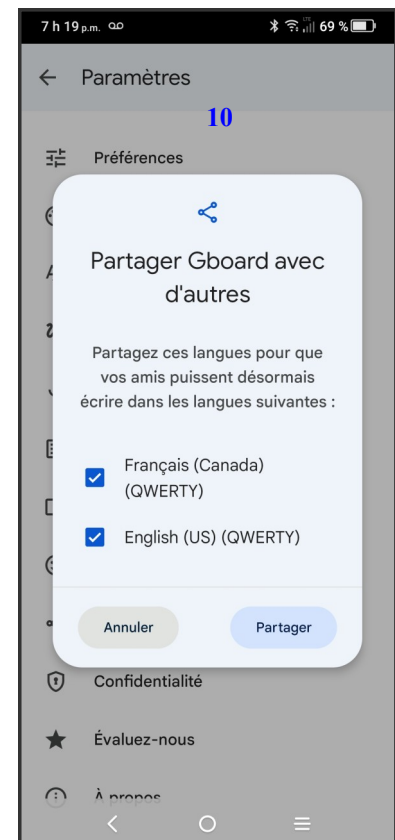 7 h 19 p.m. 69 %
Paramètres
10
Préférences
Partager Gboard avec
d'autres
Partagez ces langues pour que
vos amis puissent désormais
écrire dans les langues suivantes :
Français (Canada)
(QWERTY)
English (US) (QWERTY)
Annuler Partager
Confidentialité
Évaluez-nous
À propos